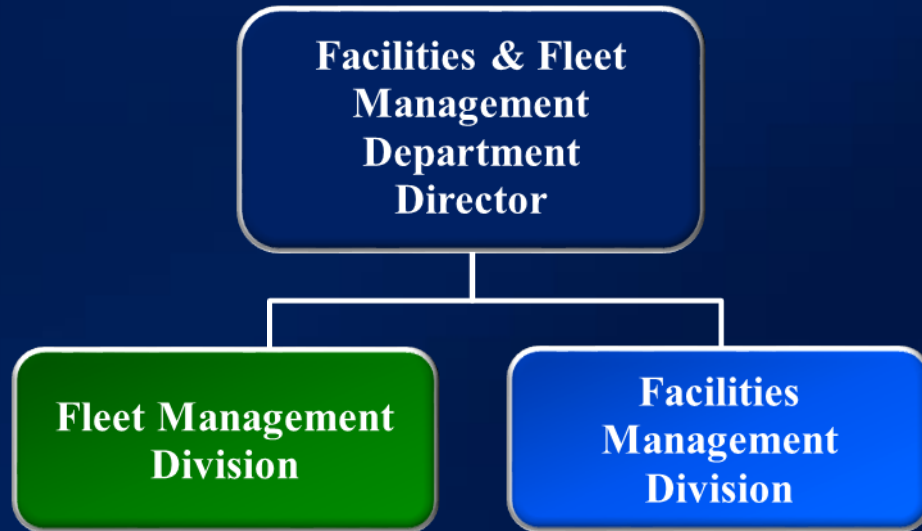 Facilities & Fleet
Management
Department
Director
Fleet Management
Division
Facilities
Management
Division